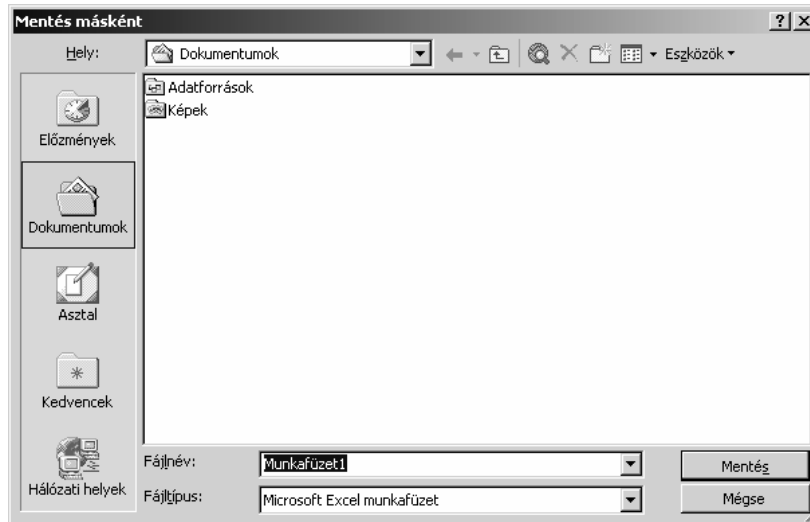 Mentés másként
Hely:
Dokumentumok
Eszközök
Előzmények
Dokumentumok
Asztal
Kedvencek
Hálózati helyek
Adatforrások
Képek
Fájlnév:
Munkafüzet1
Mentés
Fájltípus:
Microsoft Excel munkafüzet
Mégse